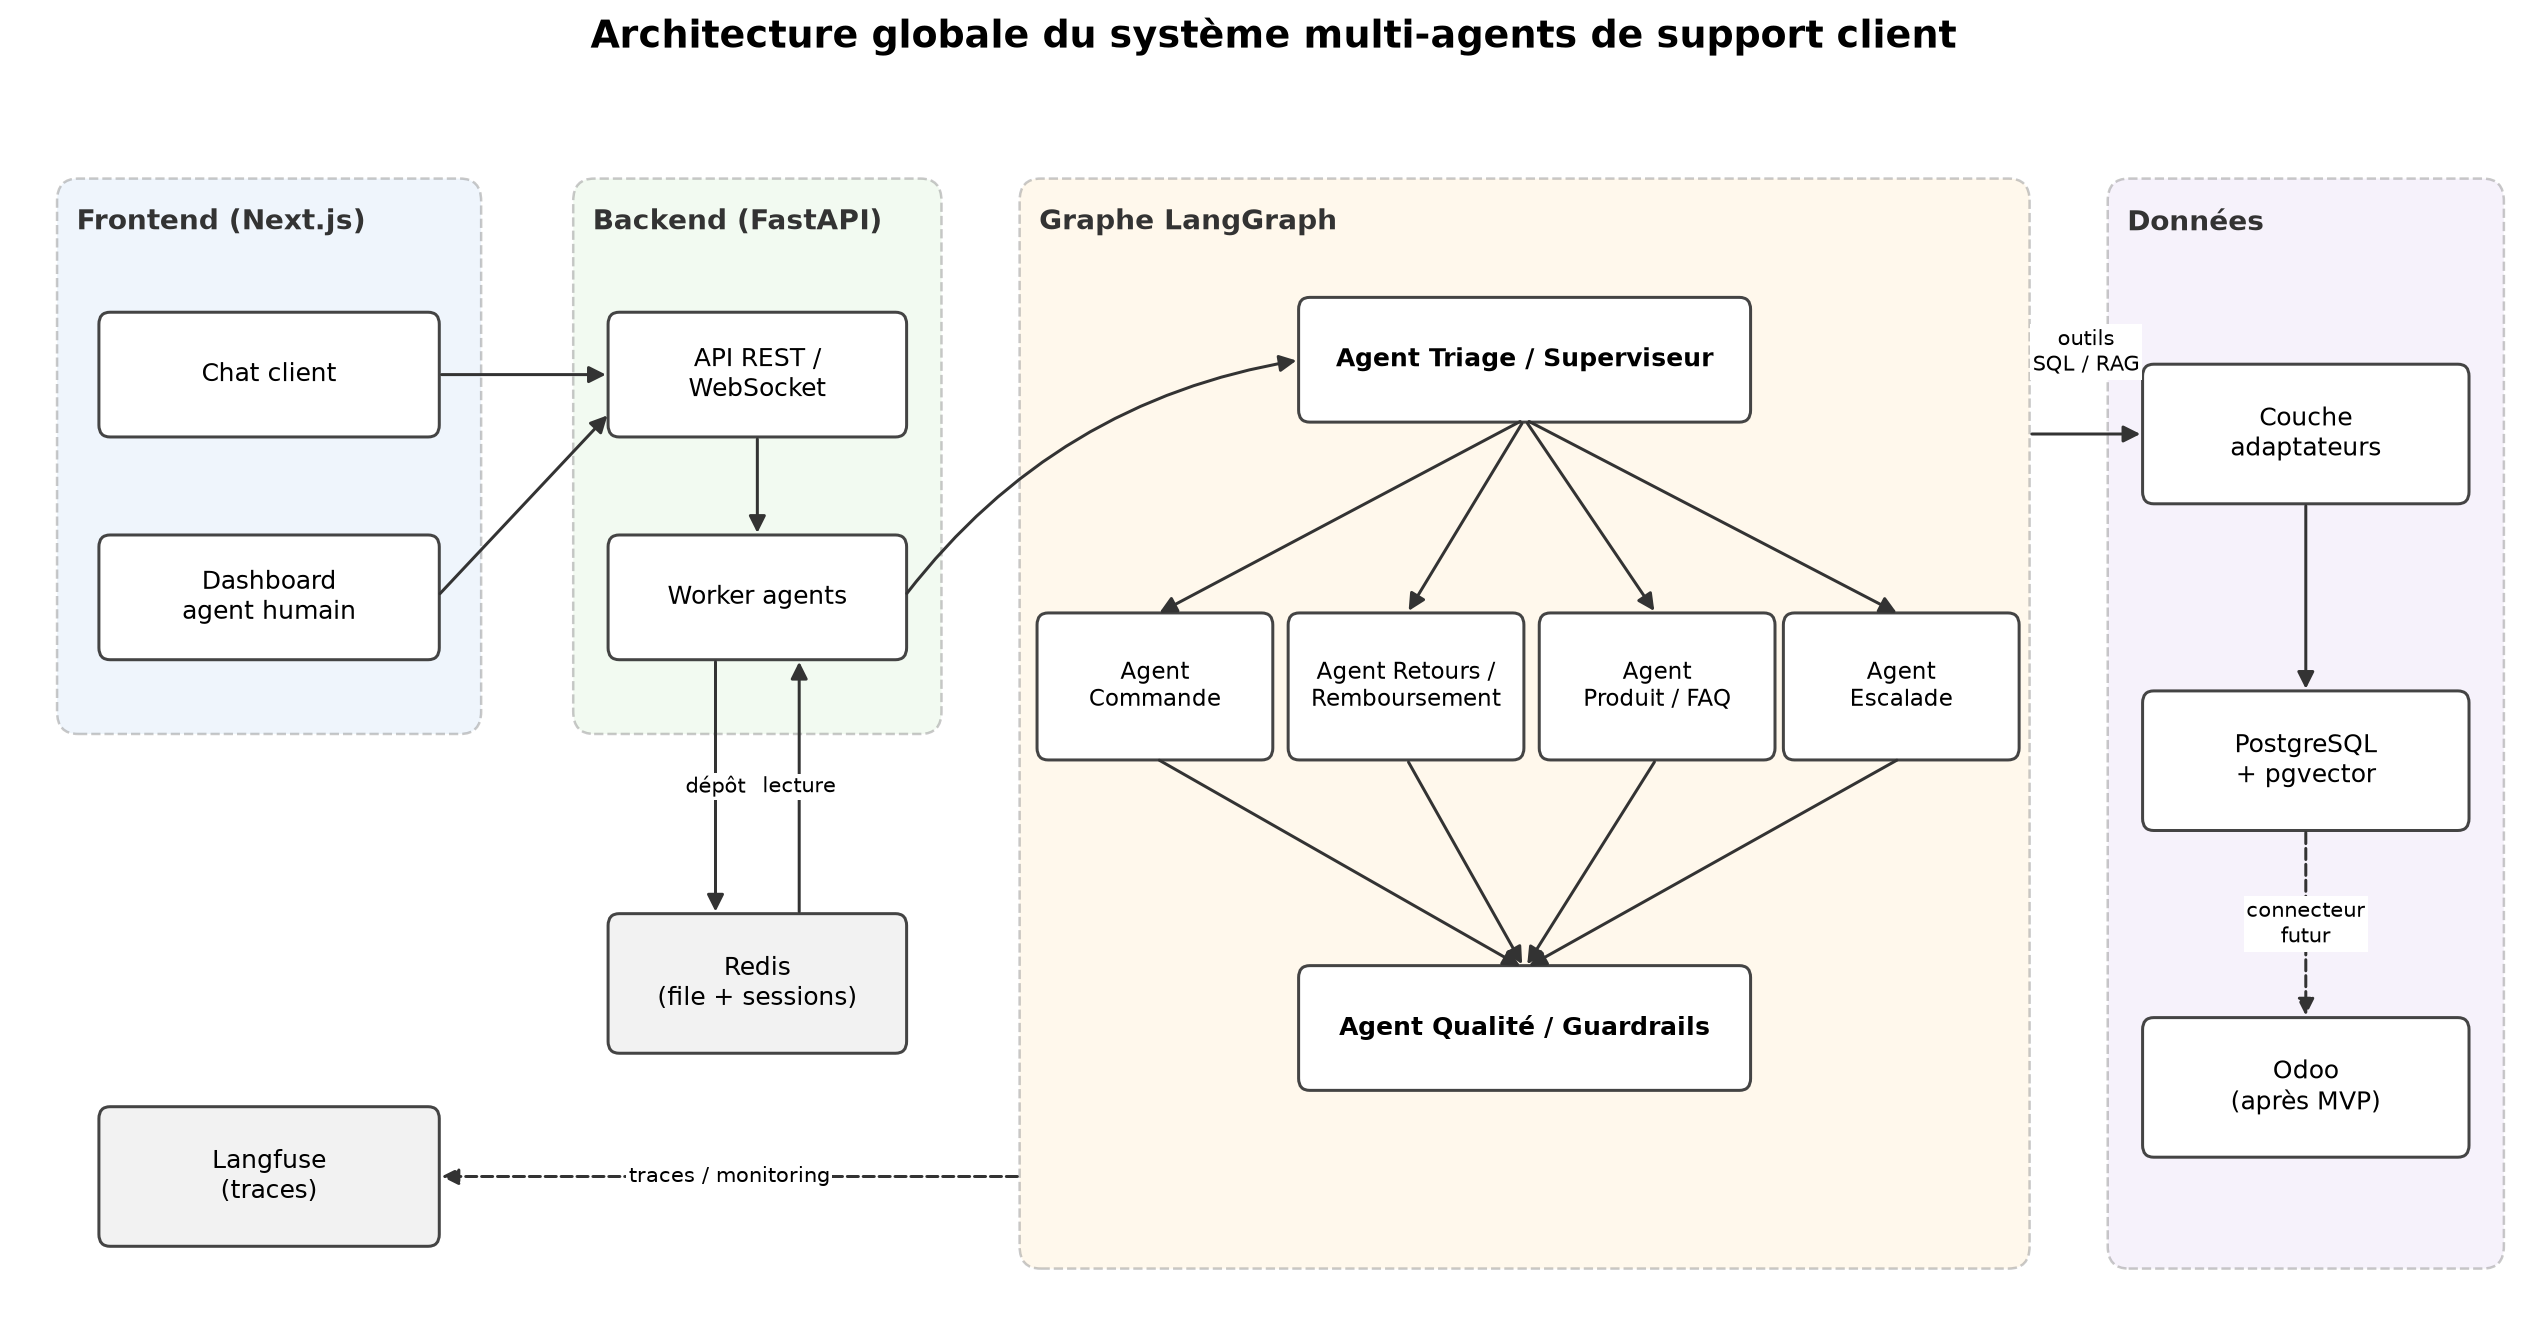 Architecture globale du système multi-agents de support client
Frontend (Next.js)
Chat client
Dashboard
agent humain
Backend (FastAPI)
API REST /
WebSocket
Worker agents
dépôt
lecture
Redis
(file + sessions)
Langfuse
(traces)
traces / monitoring
Graphe LangGraph
Agent Triage / Superviseur
Agent
Commande
Agent Retours /
Remboursement
Agent
Produit / FAQ
Agent
Escalade
Agent Qualité / Guardrails
outils
SQL / RAG
Données
Couche
adaptateurs
PostgreSQL
+ pgvector
connecteur
futur
Odoo
(après MVP)